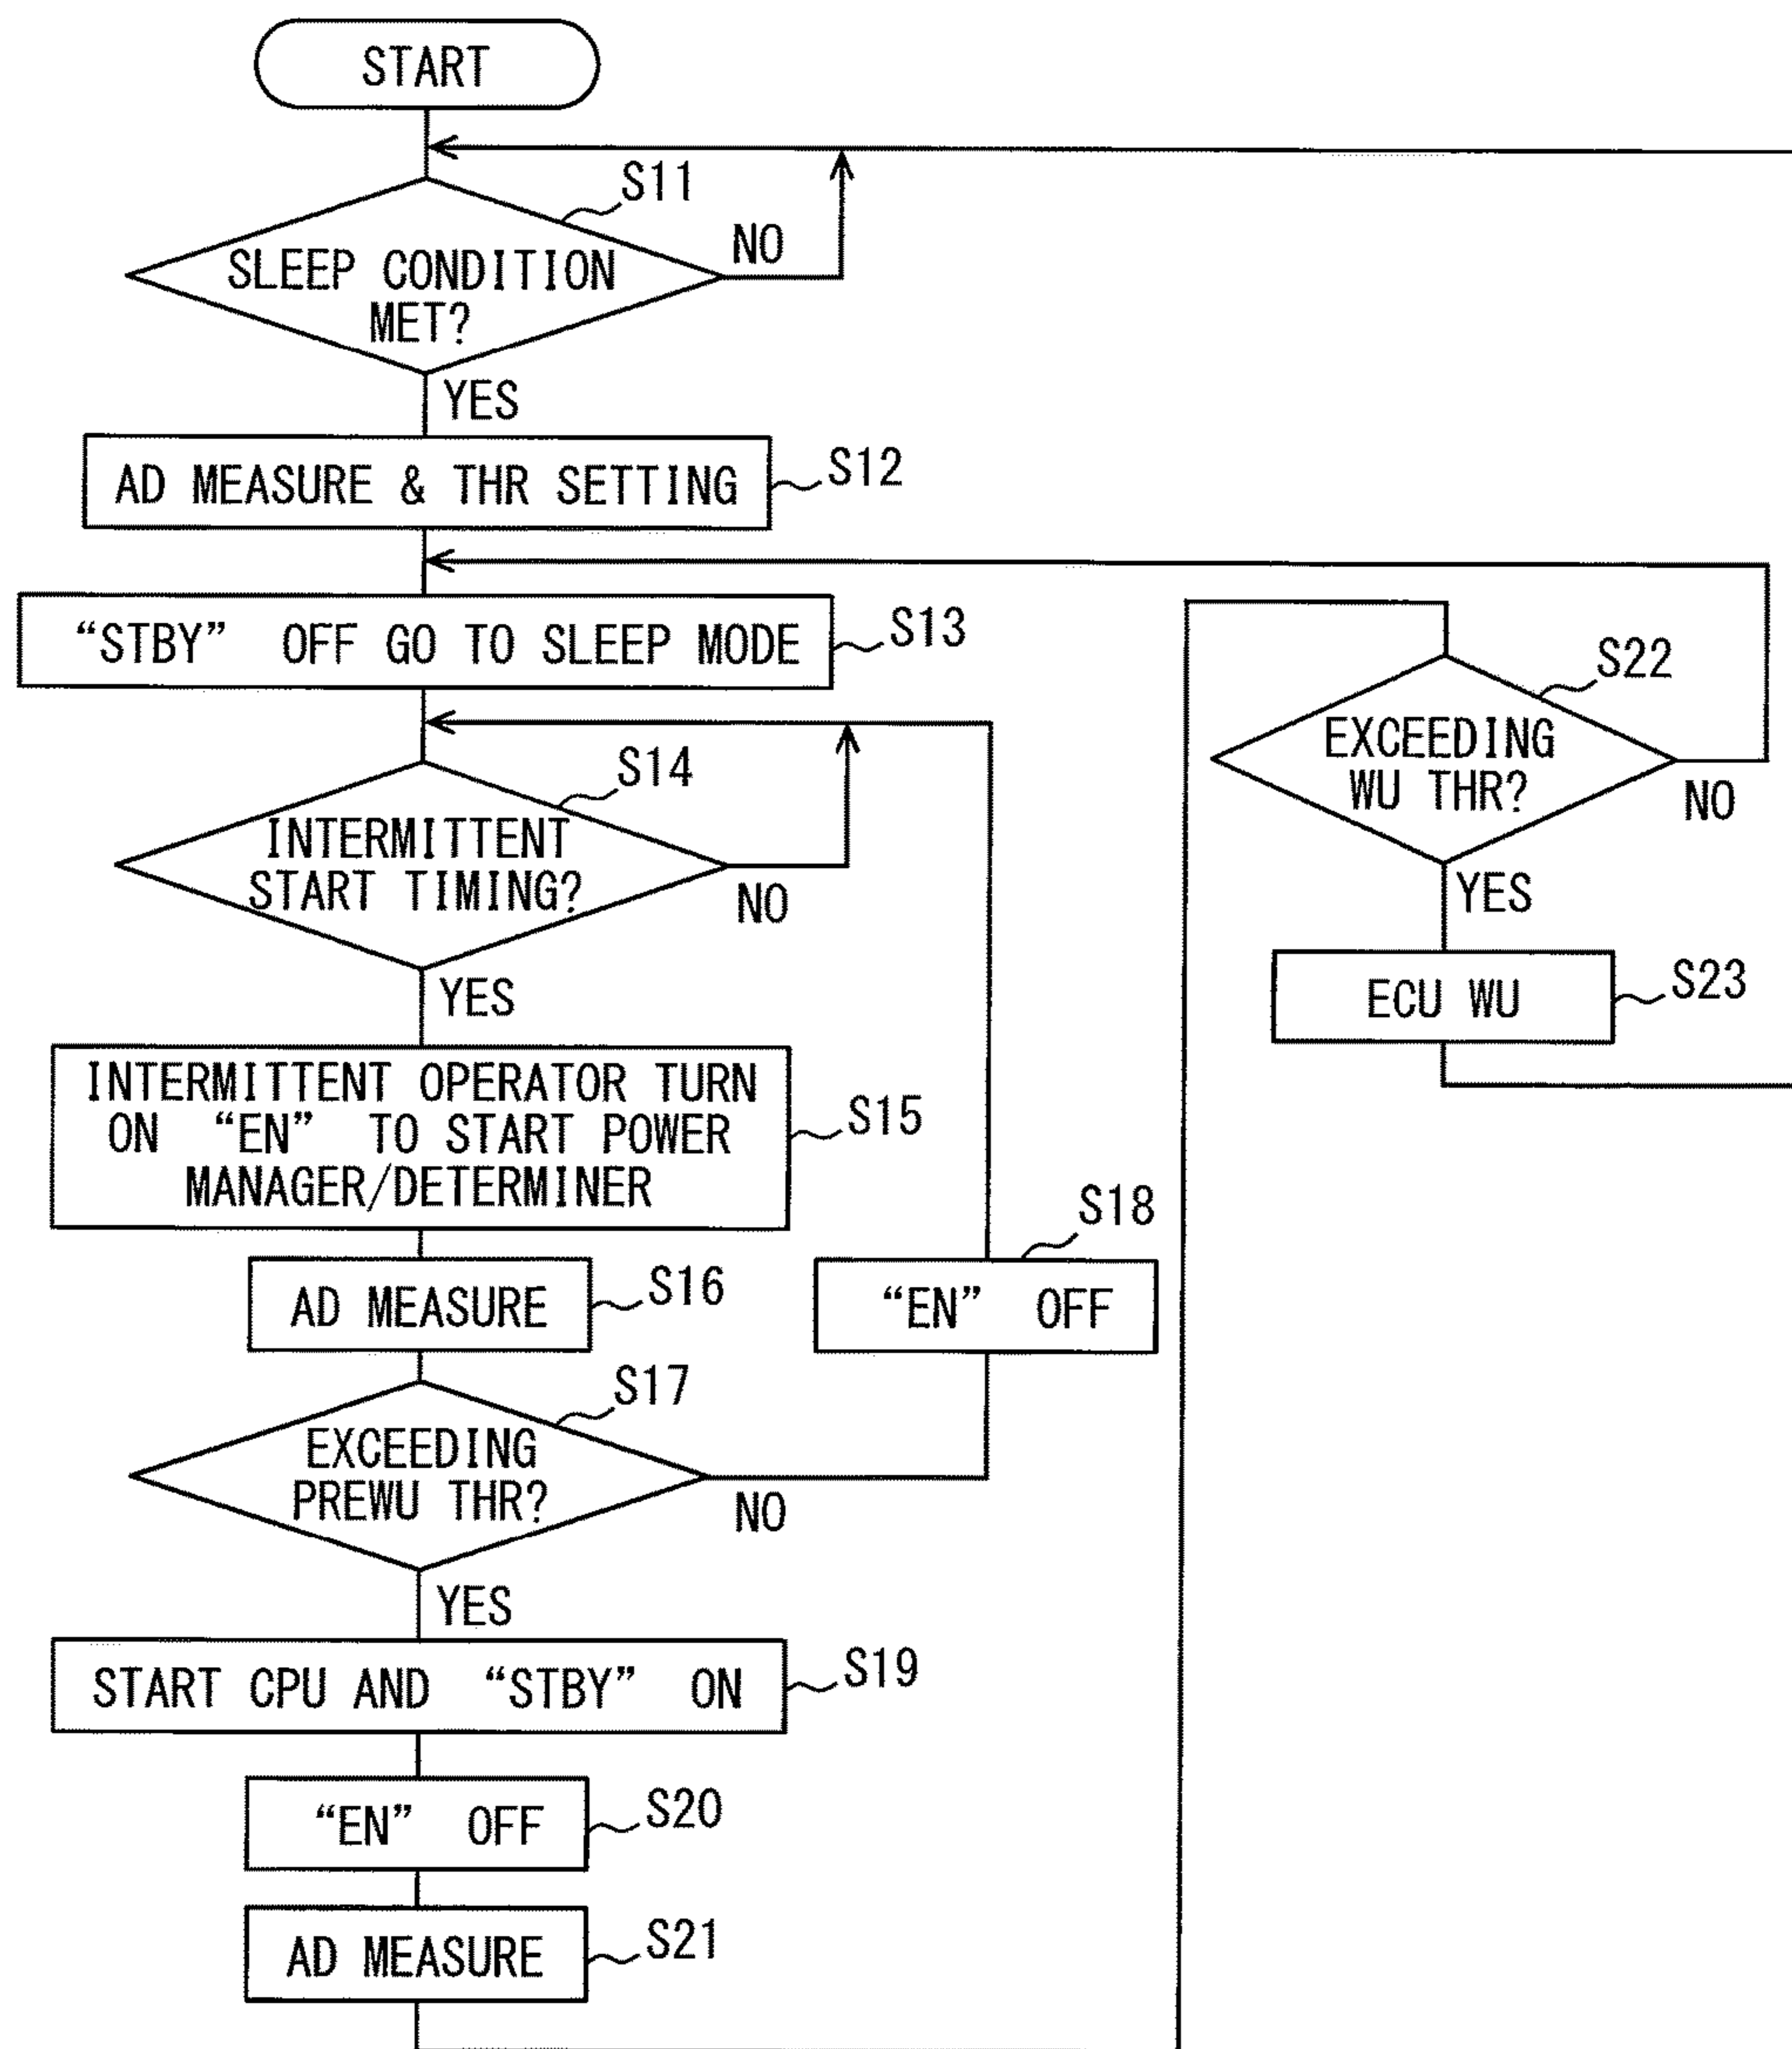 START
S11
SLEEP CONDITION
MET?
NO
YES
AD MEASURE & THR SETTING
S12
“STBY” OFF GO TO SLEEP MODE
S13
S14
INTERMITTENT
START TIMING?
NO
YES
INTERMITTENT OPERATOR TURN
ON “EN” TO START POWER
MANAGER/DETERMINER
S15
AD MEASURE
S16
S17
EXCEEDING
PREWU THR?
NO
S18
“EN” OFF
YES
START CPU AND “STBY” ON
S19
“EN” OFF
S20
AD MEASURE
S21
S22
EXCEEDING
WU THR?
NO
YES
ECU WU
S23